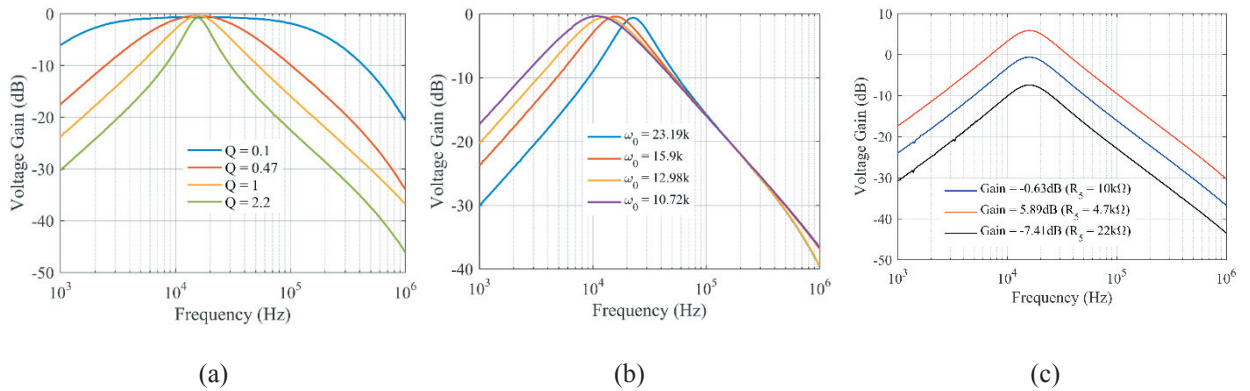 0
-10
-20
-30
-40
-50
Voltage Gain (dB)
Q = 0.1
Q = 0.47
Q = 1
Q = 2.2
10³
10⁴
10⁵
10⁶
Frequency (Hz)
(a)
0
-10
-20
-30
-40
Voltage Gain (dB)
ω₀ = 23.19k
ω₀ = 15.9k
ω₀ = 12.98k
ω₀ = 10.72k
10³
10⁴
10⁵
10⁶
Frequency (Hz)
(b)
10
0
-10
-20
-30
-40
-50
Voltage Gain (dB)
Gain = -0.63dB (R₅ = 10kΩ)
Gain = 5.89dB (R₅ = 4.7kΩ)
Gain = -7.41dB (R₅ = 22kΩ)
10³
10⁴
10⁵
10⁶
Frequency (Hz)
(c)